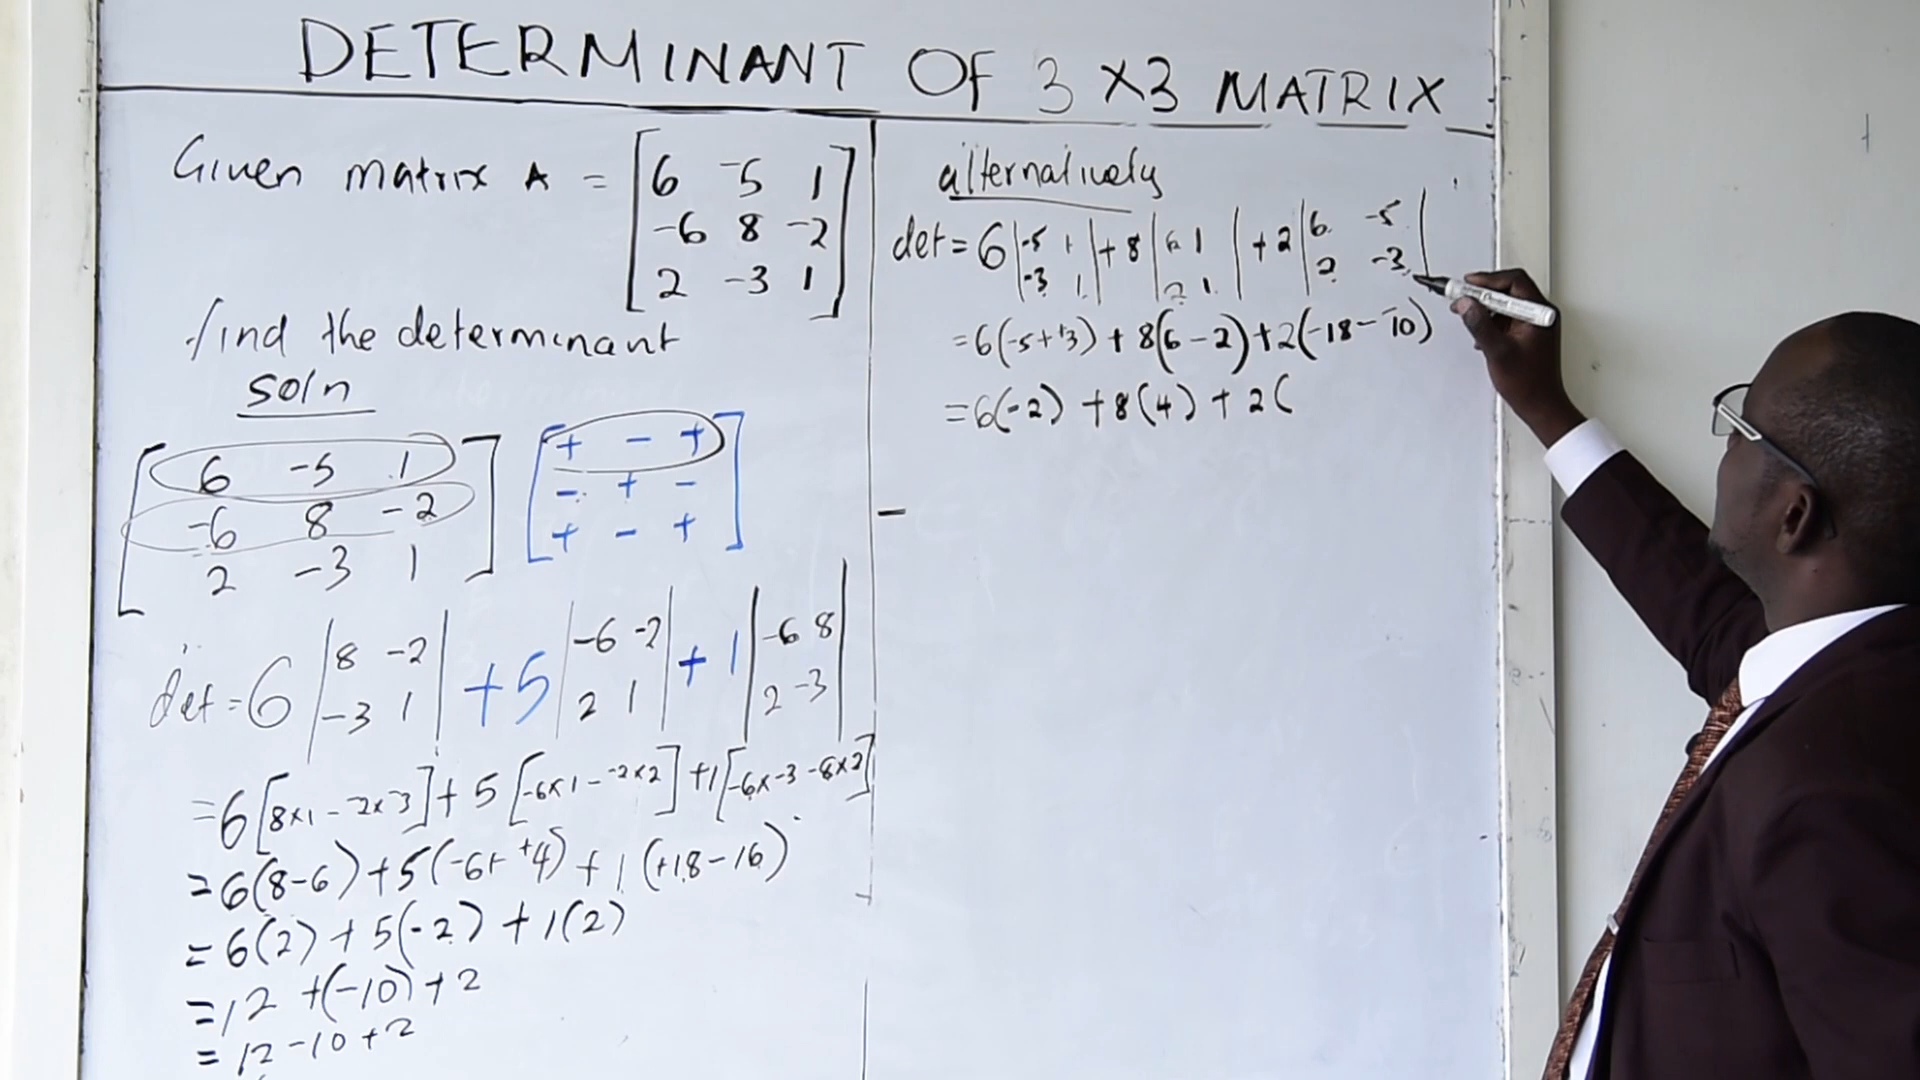 DETERMINANT OF 3 X3 MATRIX
Given matrix A = [6 -5 1
-6 8 -2
2 -3 1]
find the determinant
soln
[6 -5 1
-6 8 -2
2 -3 1]
[+ - +
- + -
+ - +]
det = 6 |8 -2 +5 |-6 -2 + 1 |-6 8
-3 1| 2 1| 2 -3|
=6[8x1 - -2x-3] + 5[-6x1 - -2x2] +1[-6x-3 -8x2]
=6(8-6)+5(-6+ +4) + 1(+18-16)
=6(2) + 5(-2) + 1(2)
=12 +(-10)+2
= 12-10+2
alternatively
det = 6 |-5 1 + 8 |6 1 + 2 |6 -5
-3 1| 2 1| 2 -3|
=6(-5++3) + 8(6-2)+2(-18--10)
=6(-2) +8(4) + 2(